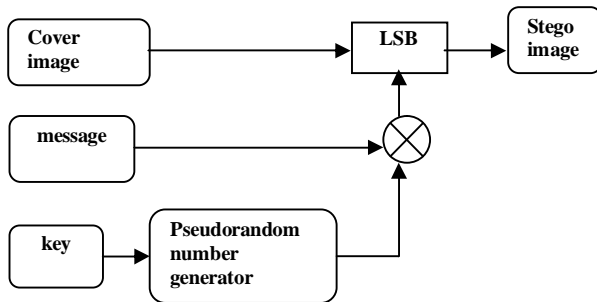 Cover
image
LSB
Stego
image
message
key
Pseudorandom
number
generator